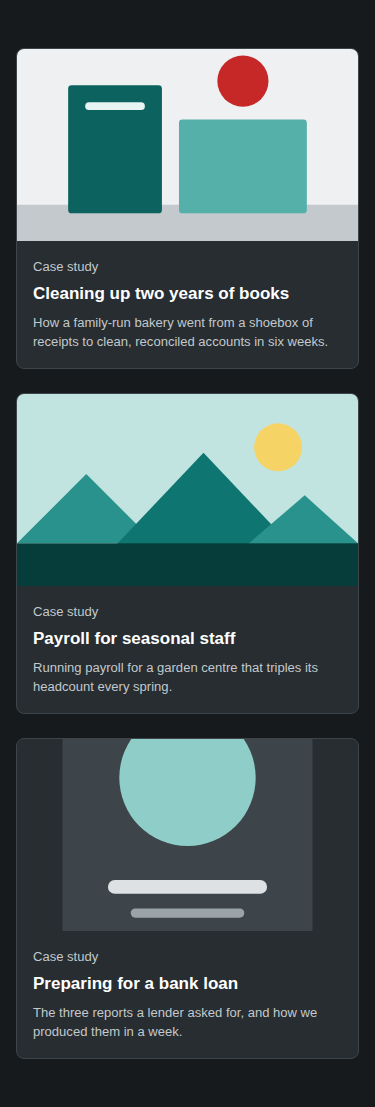 Case study
Cleaning up two years of books
How a family-run bakery went from a shoebox of
receipts to clean, reconciled accounts in six weeks.
Case study
Payroll for seasonal staff
Running payroll for a garden centre that triples its
headcount every spring.
Case study
Preparing for a bank loan
The three reports a lender asked for, and how we
produced them in a week.